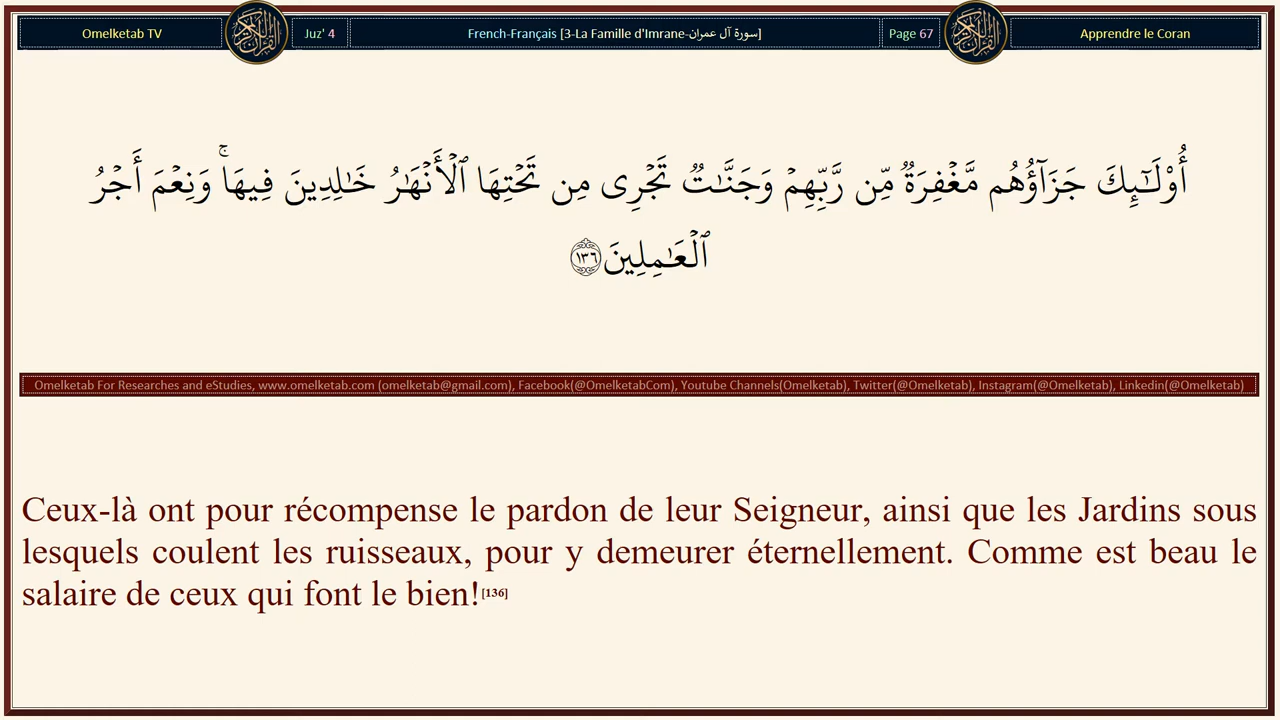 Omelketab TV
Juz' 4
French-Français [3-La Famille d'Imrane-سورة آل عمران]
Page 67
Apprendre le Coran
أُوْلَـٰٓئِكَ جَزَآؤُهُم مَّغۡفِرَةٞ مِّن رَّبِّهِمۡ وَجَنَّـٰتٞ تَجۡرِى مِن تَحۡتِهَا ٱلۡأَنۡهَـٰرُ خَـٰلِدِينَ فِيهَاۚ وَنِعۡمَ أَجۡرُ
ٱلۡعَـٰمِلِينَ ١٣٦
Omelketab For Researches and eStudies, www.omelketab.com (omelketab@gmail.com), Facebook(@OmelketabCom), Youtube Channels(Omelketab), Twitter(@Omelketab), Instagram(@Omelketab), Linkedin(@Omelketab)
Ceux-là ont pour récompense le pardon de leur Seigneur, ainsi que les Jardins sous
lesquels coulent les ruisseaux, pour y demeurer éternellement. Comme est beau le
salaire de ceux qui font le bien![136]